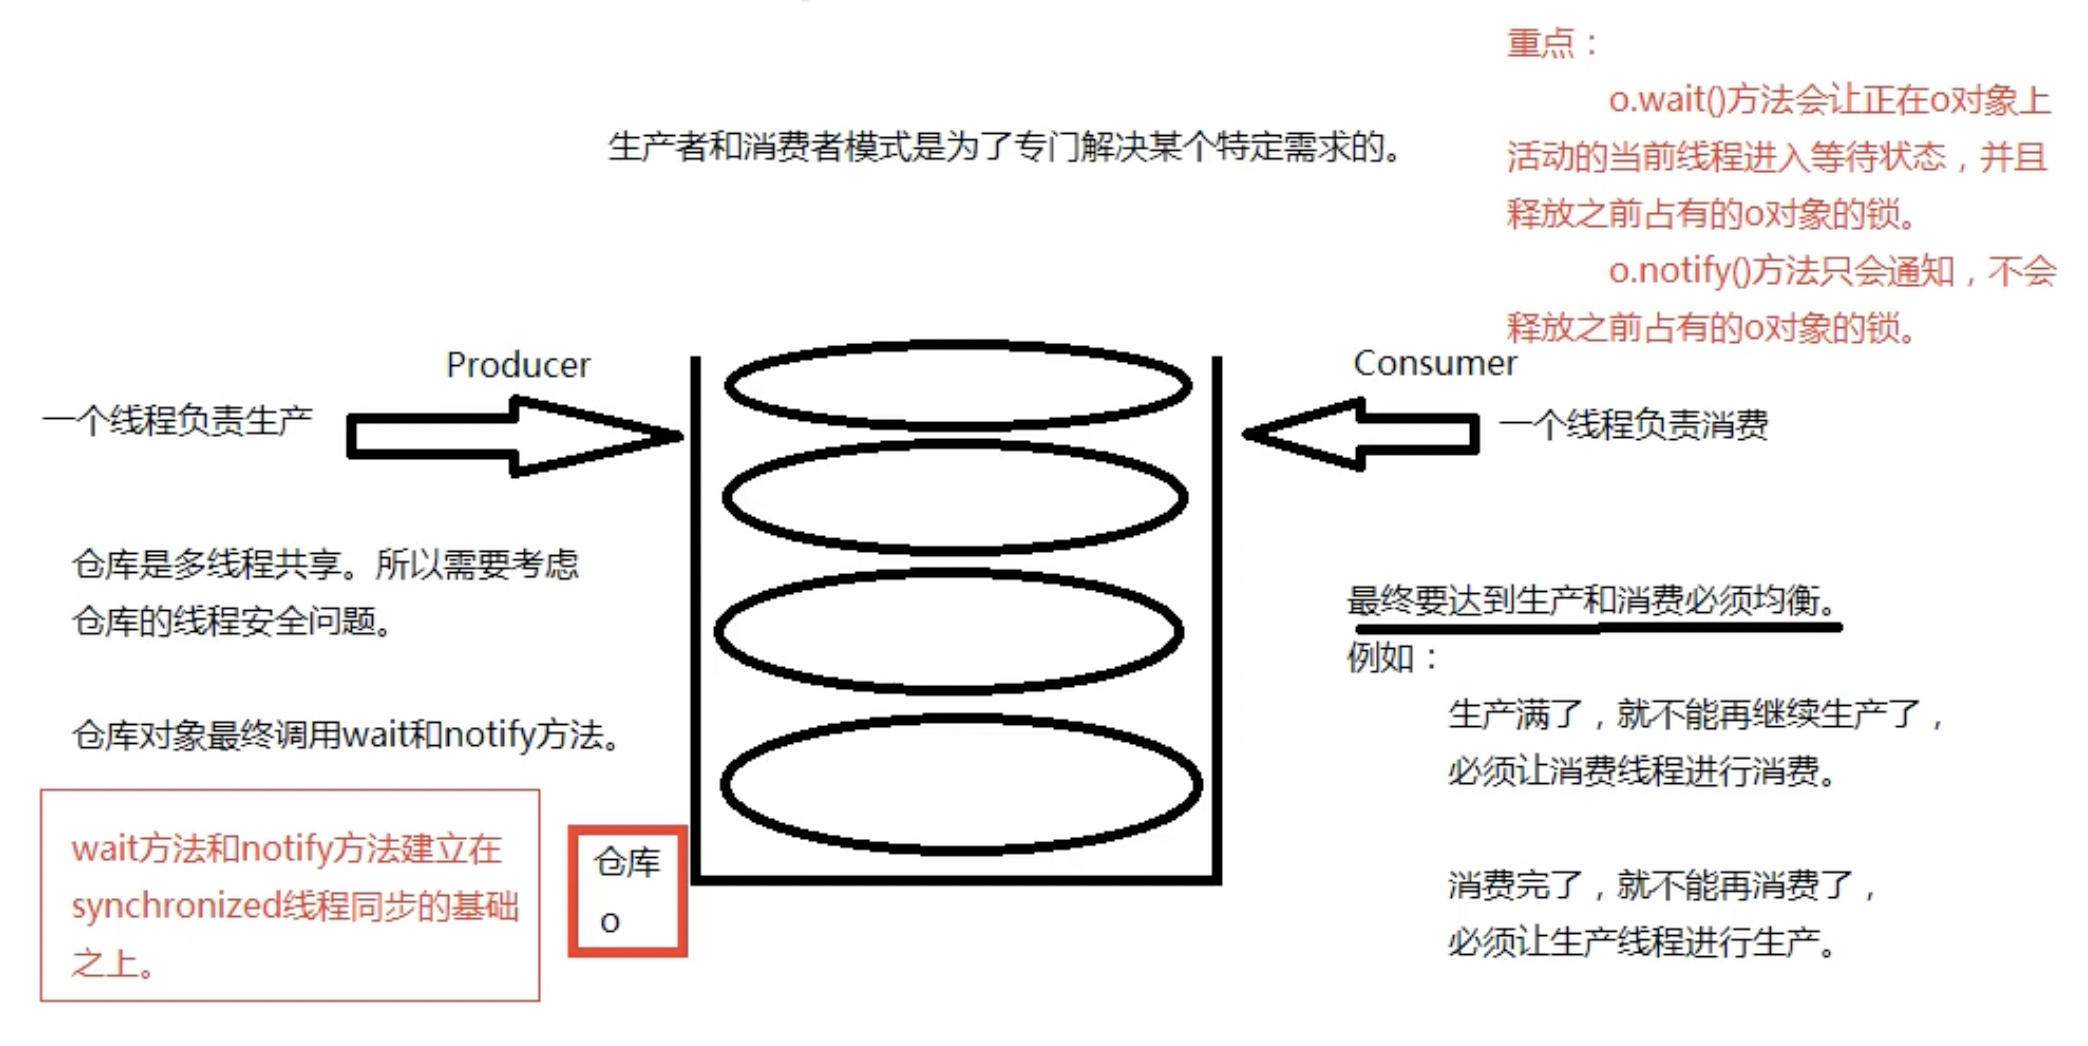 生产者和消费者模式是为了专门解决某个特定需求的。
重点：
o.wait()方法会让正在o对象上
活动的当前线程进入等待状态，并且
释放之前占有的o对象的锁。
o.notify()方法只会通知，不会
释放之前占有的o对象的锁。
Producer
一个线程负责生产
Consumer
一个线程负责消费
仓库是多线程共享。所以需要考虑
仓库的线程安全问题。
仓库对象最终调用wait和notify方法。
wait方法和notify方法建立在
synchronized线程同步的基础
之上。
仓库
o
最终要达到生产和消费必须均衡。
例如：
生产满了，就不能再继续生产了，
必须让消费线程进行消费。
消费完了，就不能再消费了，
必须让生产线程进行生产。